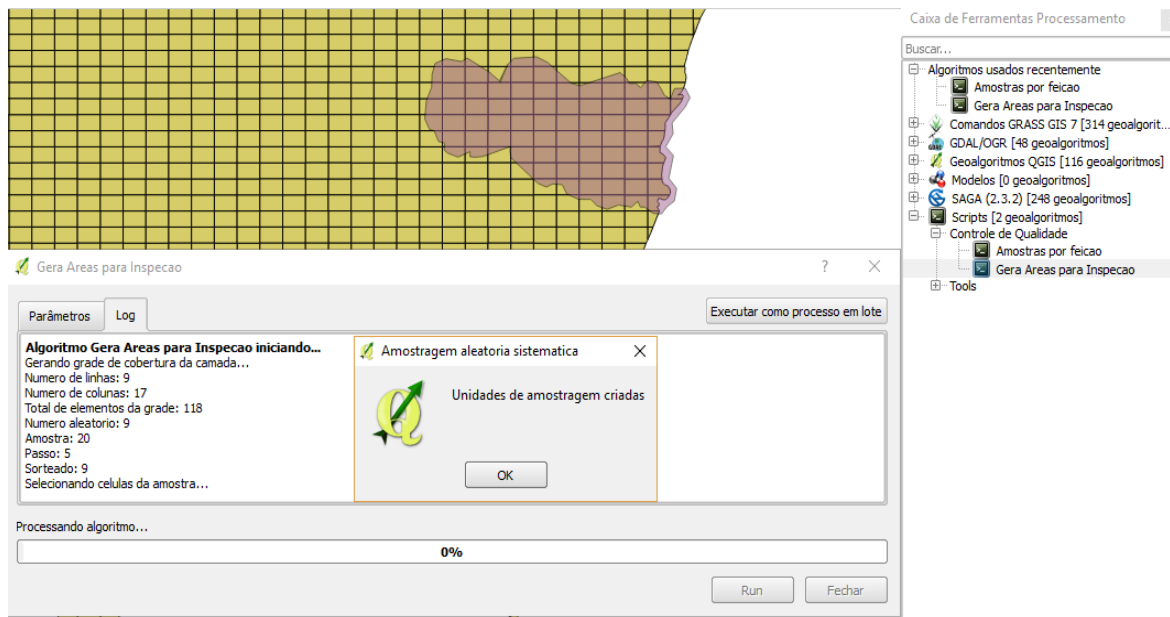 Caixa de Ferramentas Processamento
Buscar...
Algoritmos usados recentemente
Amostras por feicao
Gera Areas para Inspecao
Comandos GRASS GIS 7 [314 geoalgorit...
GDAL/OGR [48 geoalgoritmos]
Geoalgoritmos QGIS [116 geoalgoritmos]
Modelos [0 geoalgoritmos]
SAGA (2.3.2) [248 geoalgoritmos]
Scripts [2 geoalgoritmos]
Controle de Qualidade
Amostras por feicao
Gera Areas para Inspecao
Tools
Gera Areas para Inspecao
Parâmetros Log Executar como processo em lote
Algoritmo Gera Areas para Inspecao iniciando...
Gerando grade de cobertura da camada...
Numero de linhas: 9
Numero de colunas: 17
Total de elementos da grade: 118
Numero aleatorio: 9
Amostra: 20
Passo: 5
Sorteado: 9
Selecionando celulas da amostra...
Amostragem aleatoria sistematica
Unidades de amostragem criadas
OK
Processando algoritmo...
0%
Run Fechar